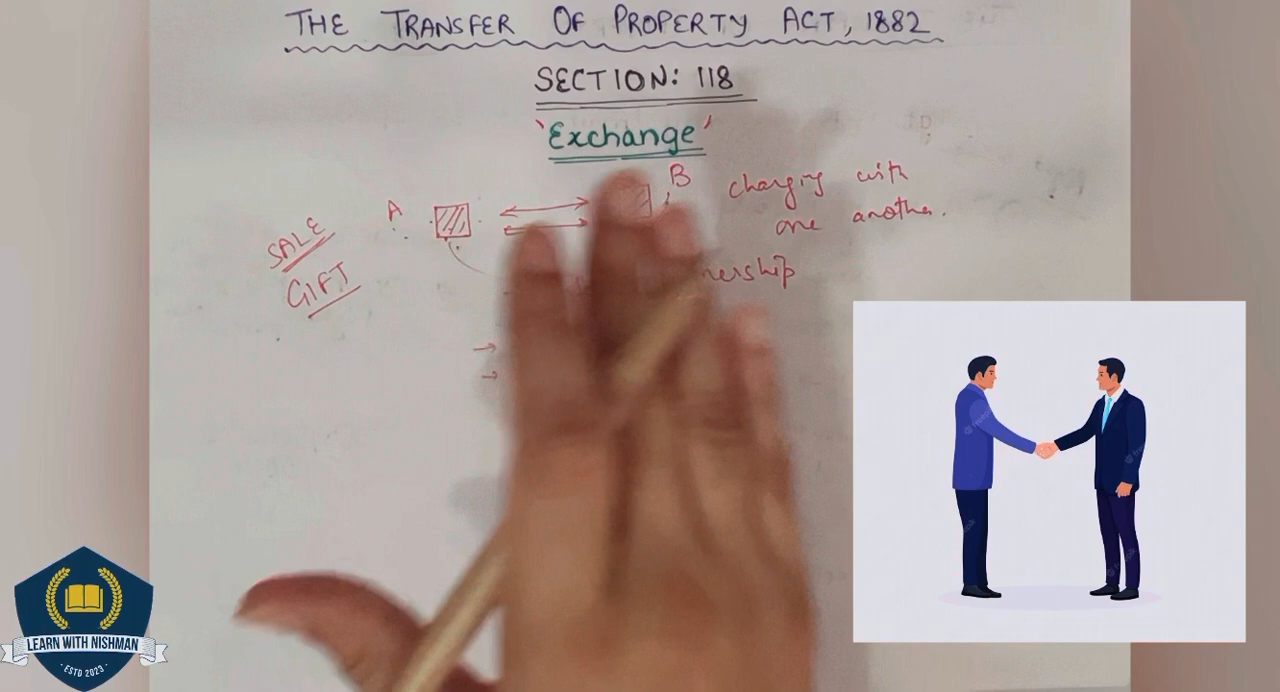 THE TRANSFER OF PROPERTY ACT, 1882
SECTION: 118
'Exchange'
A
B
changing with
one another.
SALE
GIFT
nership
LEARN WITH NISHMAN
ESTD 2023